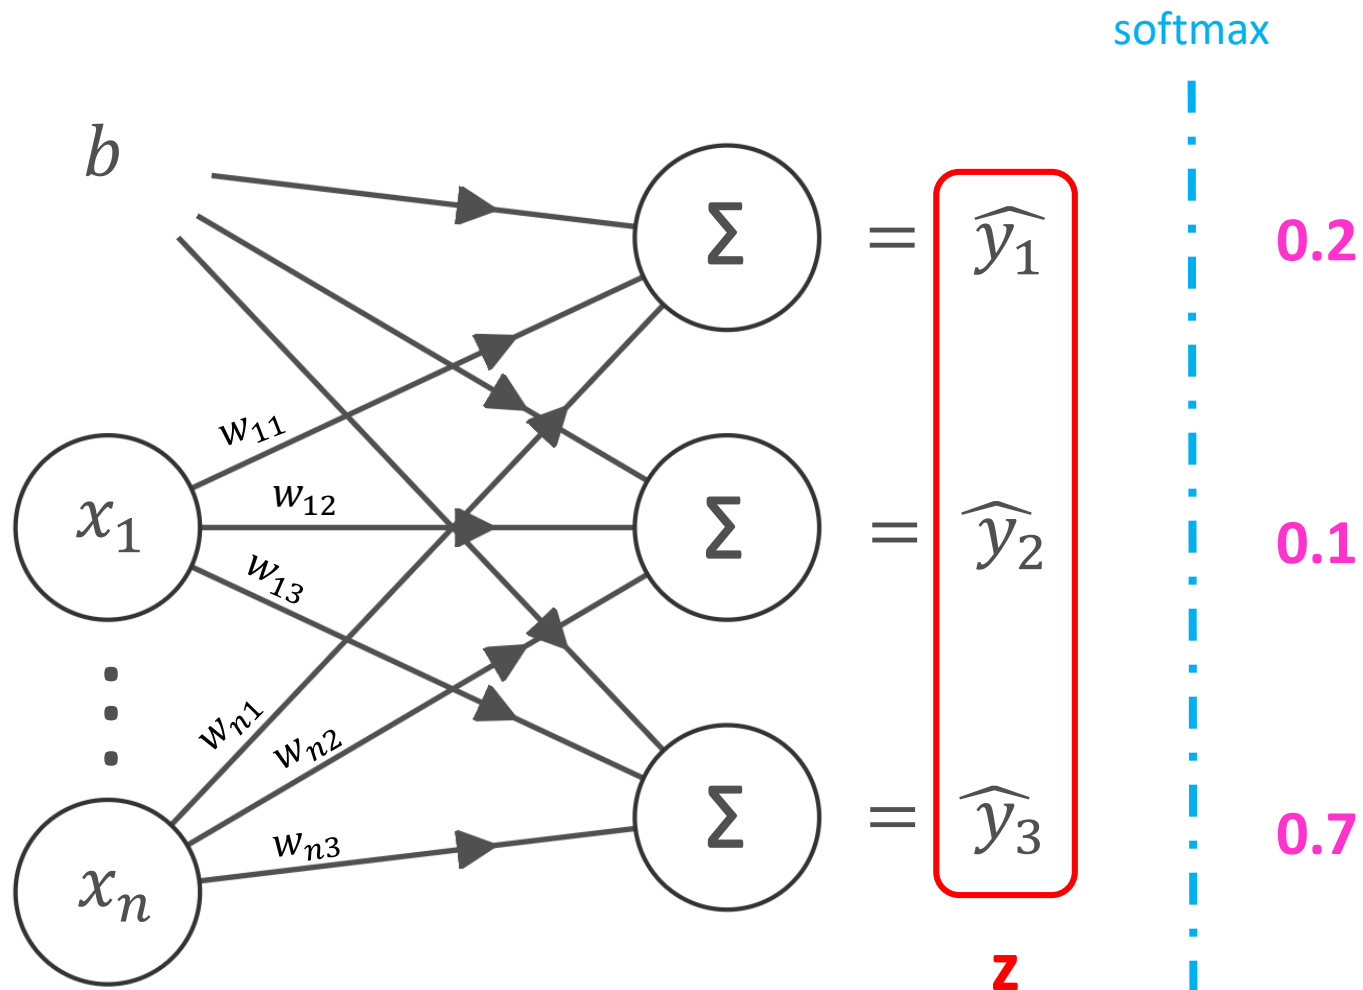 softmax
b
Σ = ŷ₁ 0.2
w₁₁
x₁ w₁₂ Σ = ŷ₂ 0.1
w₁₃
wₙ₁
wₙ₂
wₙ₃ Σ = ŷ₃ 0.7
xₙ
z